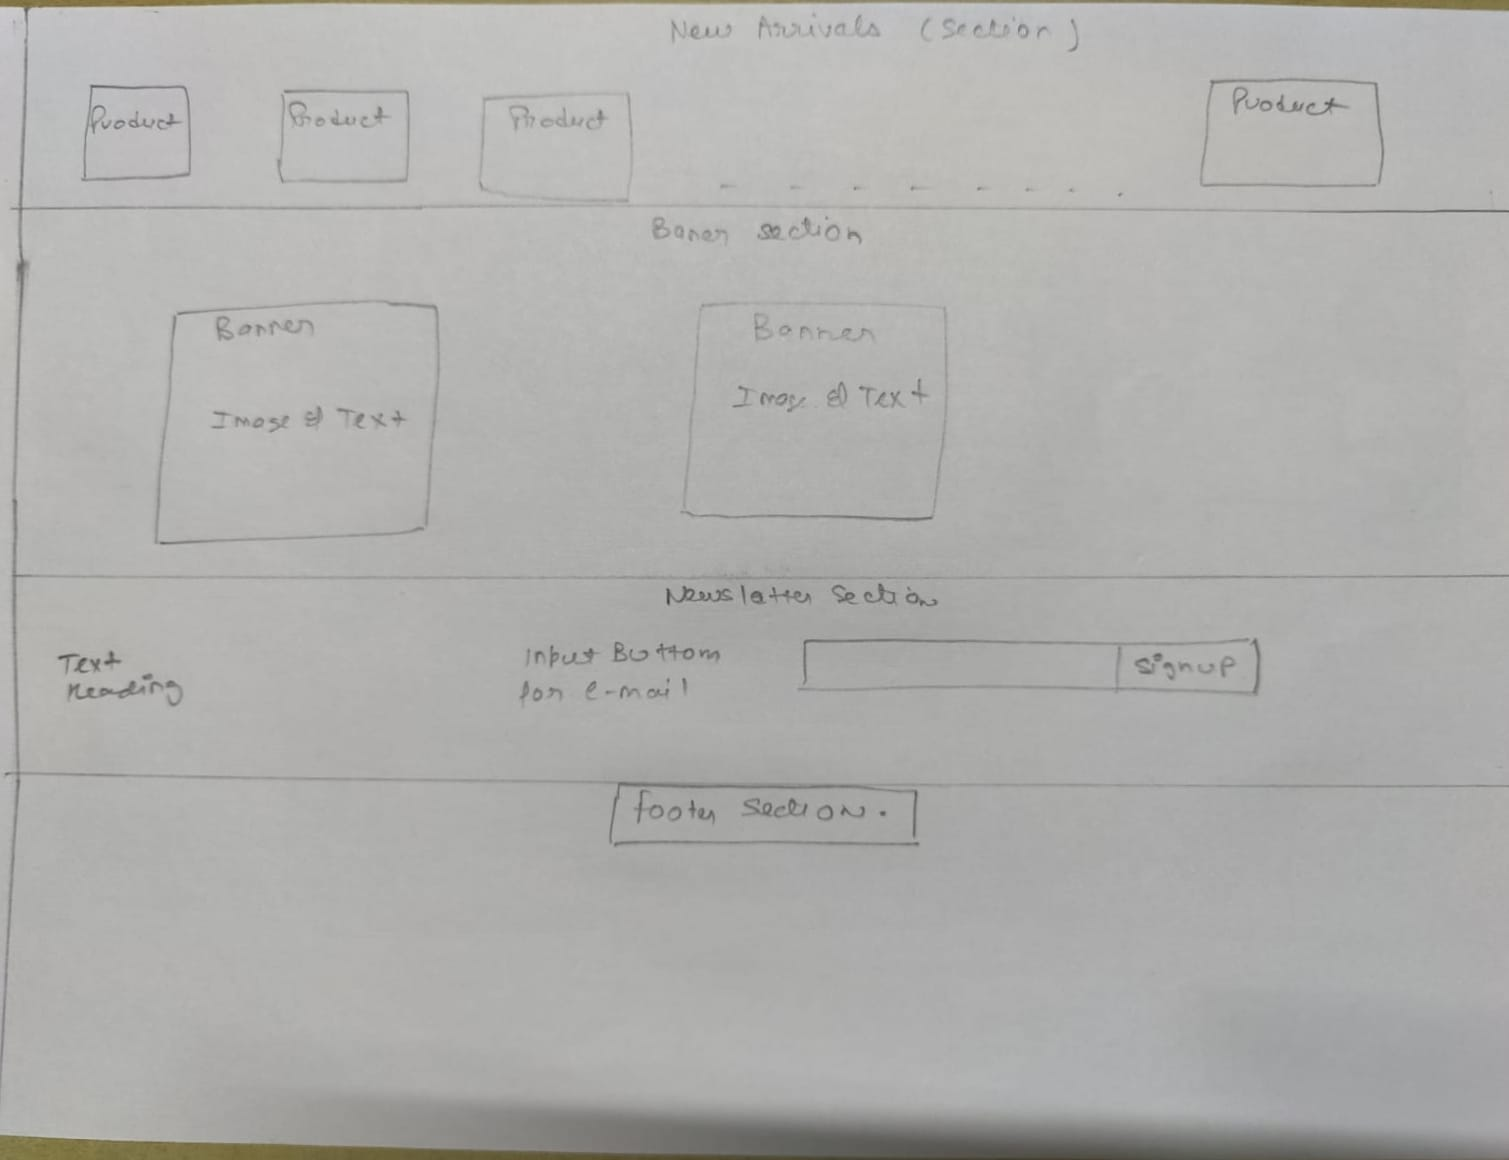 New Arrivals (Section)
Product Product Product Product
Baner section
Banner
Image & Text
Banner
Image & Text
Newslatter Section
Text
Heading
Input Buttom
for e-mail
Signup
footer section.